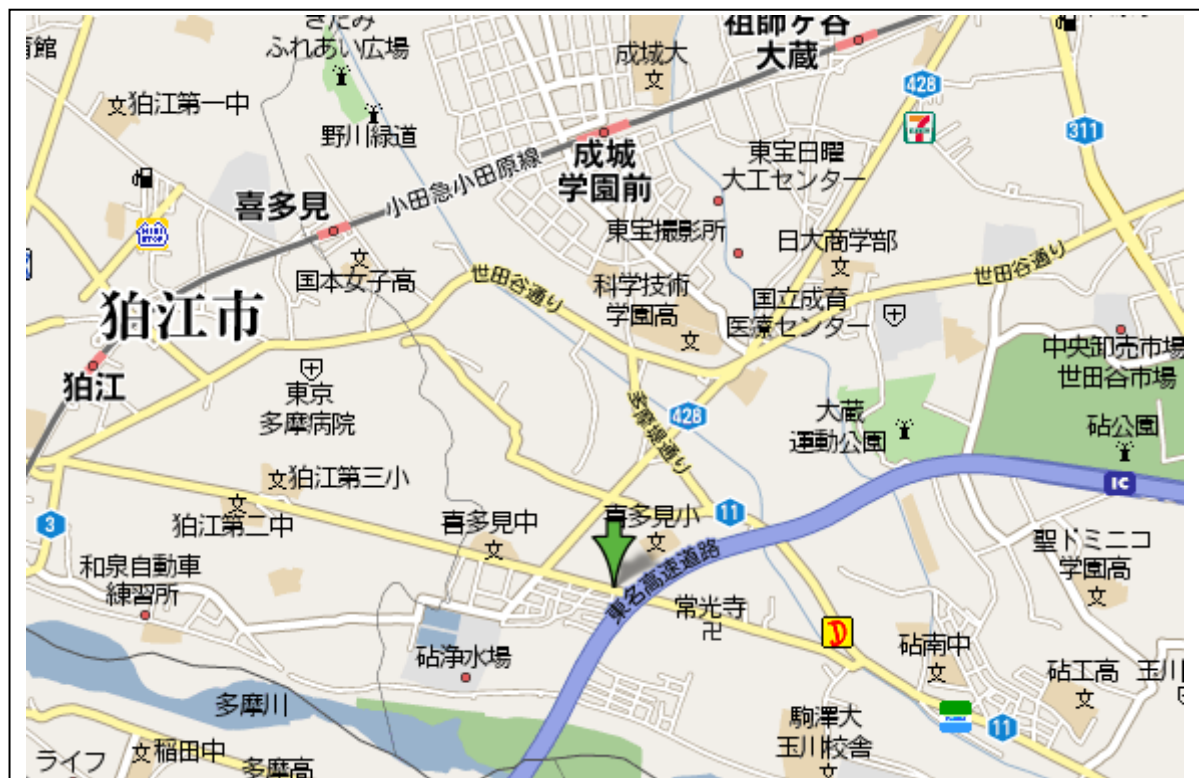 きたみ
ふれあい広場
成城大
祖師ヶ谷
大蔵
428
311
狛江第一中
野川緑道
成城
学園前
東宝日曜
大工センター
小田急小田原線
喜多見
東宝撮影所
日大商学部
国本女子高
世田谷通り
世田谷通り
科学技術
学園高
国立成育
医療センター
狛江市
中央卸売市場
世田谷市場
狛江
東京
多摩病院
428
多摩堤通り
大蔵
運動公園
砧公園
IC
狛江第三小
狛江第二中
3
喜多見中
喜多見小
11
東名高速道路
聖ドミニコ
学園高
和泉自動車
練習所
常光寺
砧浄水場
砧南中
砧工高
玉川
多摩川
駒澤大
玉川校舎
11
ライフ
稲田中
多摩高